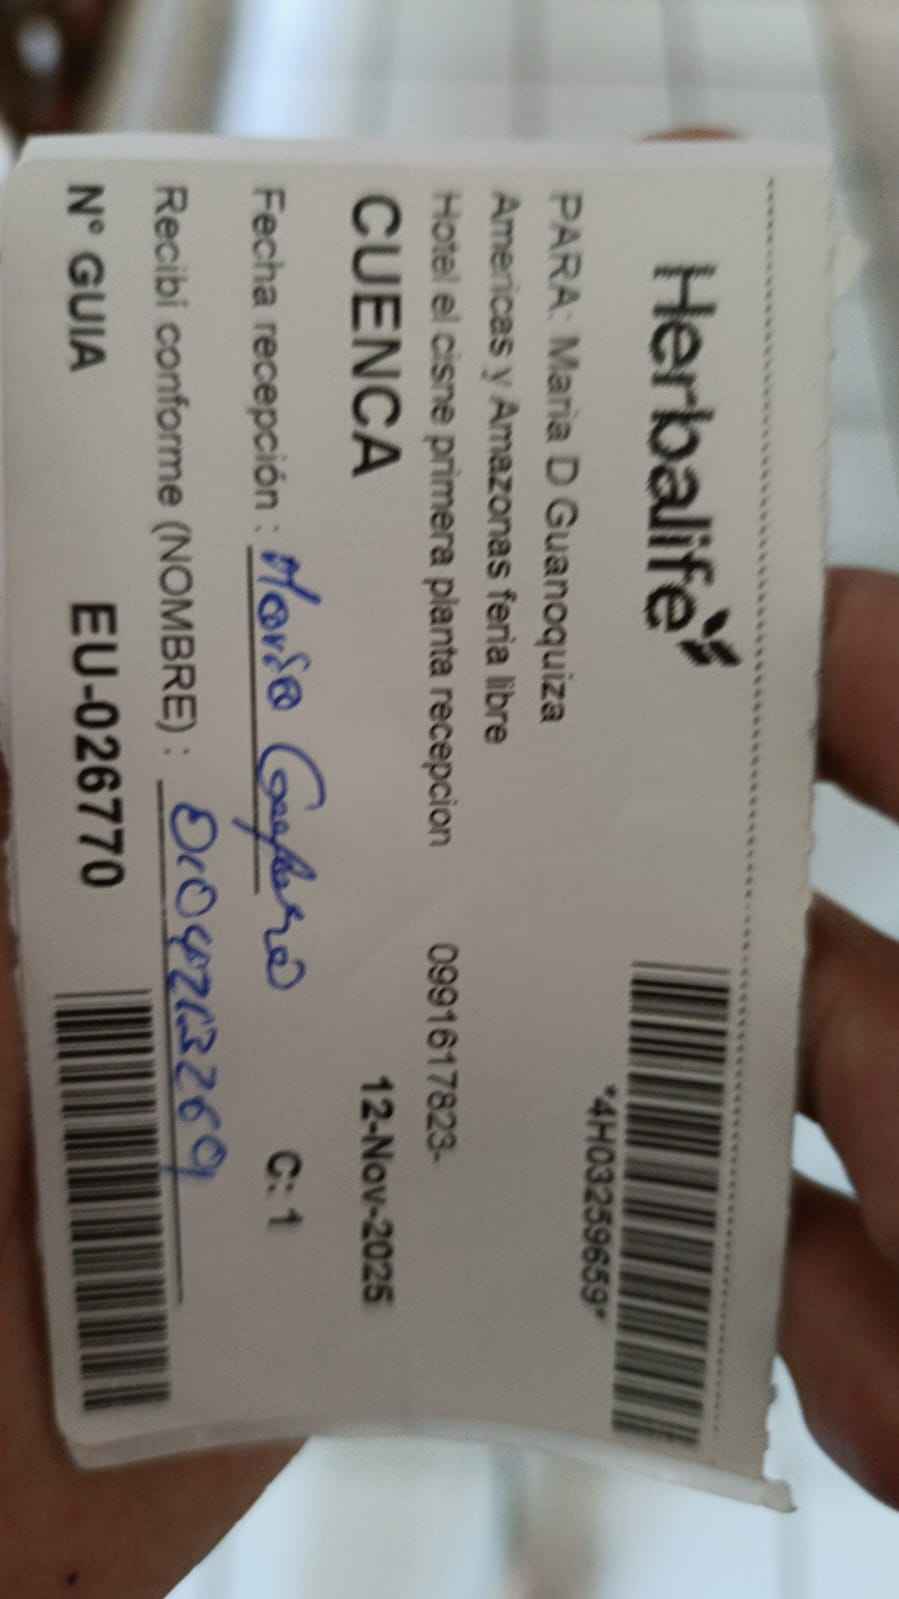 Herbalife
*4H03259659*
PARA: Maria D Guanoquiza
Americas y Amazonas feria libre
Hotel el cisne primera planta recepcion 0991617823-
CUENCA 12-Nov-2025
Fecha recepción : María C: 1
Recibí conforme (NOMBRE) :
N° GUIA EU-026770